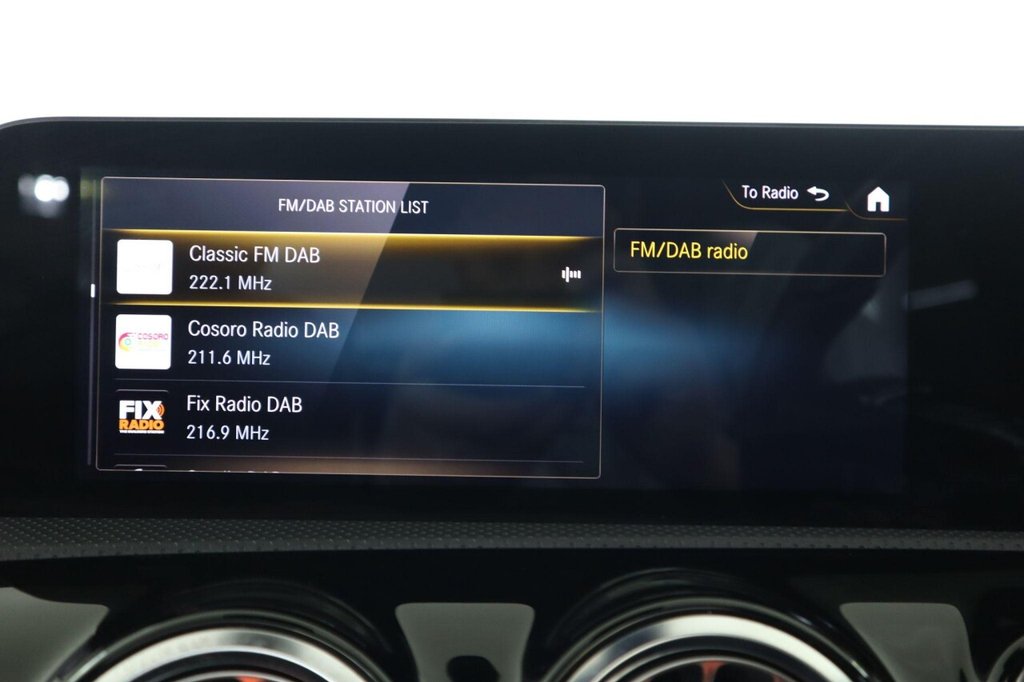 FM/DAB STATION LIST
To Radio
Classic FM DAB
222.1 MHz
FM/DAB radio
COSORO
Cosoro Radio DAB
211.6 MHz
FIX
RADIO
Fix Radio DAB
216.9 MHz